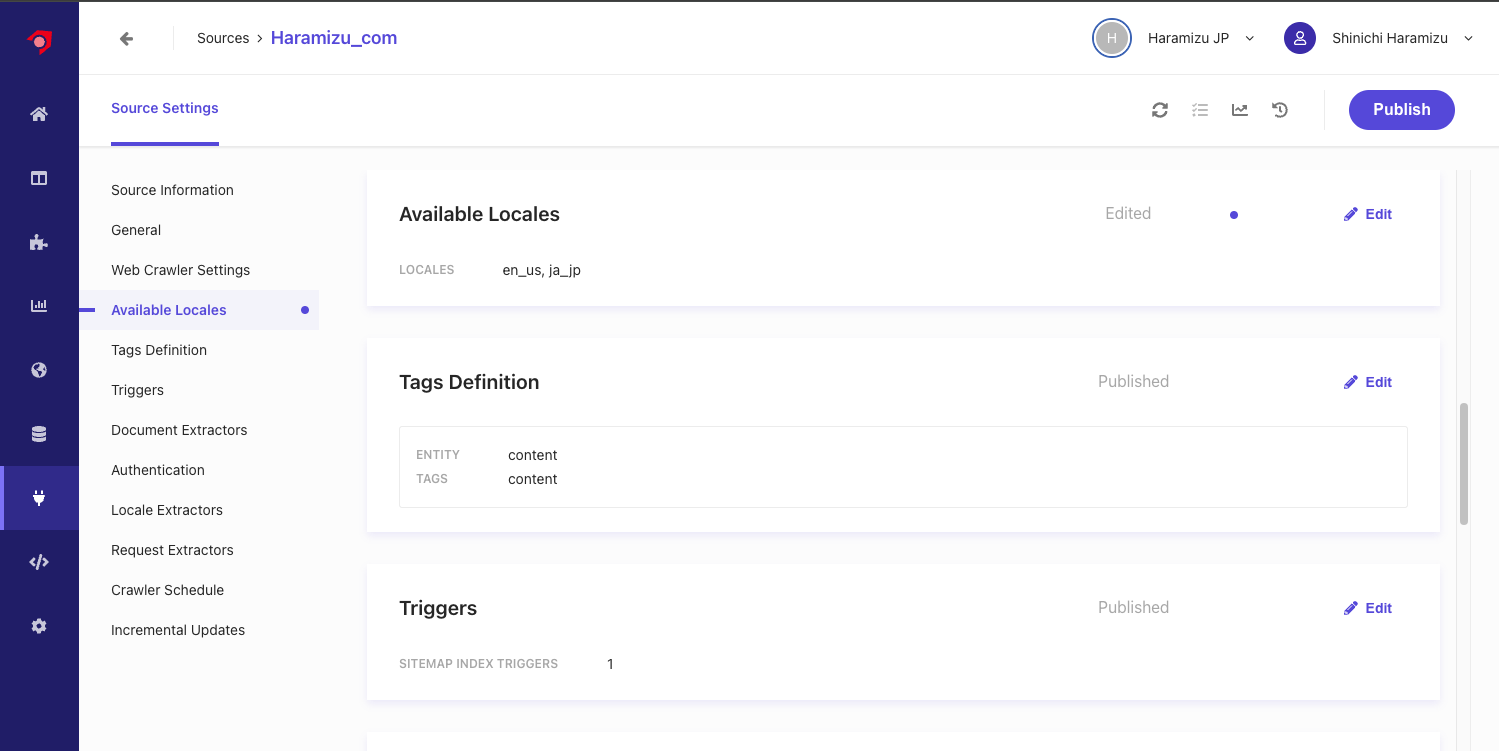 Sources > Haramizu_com
H
Haramizu JP
Shinichi Haramizu
Source Settings
Publish
Source Information
General
Web Crawler Settings
Available Locales
Tags Definition
Triggers
Document Extractors
Authentication
Locale Extractors
Request Extractors
Crawler Schedule
Incremental Updates
Available Locales Edited Edit
LOCALES en_us, ja_jp
Tags Definition Published Edit
ENTITY content
TAGS content
Triggers Published Edit
SITEMAP INDEX TRIGGERS 1